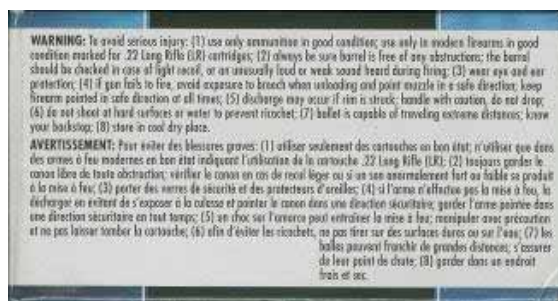 WARNING: To avoid serious injury: (1) use only ammunition in good condition; use only in modern firearms in good
condition marked for .22 Long Rifle (LR) cartridges; (2) always be sure barrel is free of any obstructions; the barrel
should be checked in case of light recoil, or an unusually loud or weak sound heard during firing; (3) wear eye and ear
protection; (4) if gun fails to fire, avoid exposure to breech when unloading and point muzzle in a safe direction; keep
firearm pointed in safe direction at all times; (5) discharge may occur if rim is struck; handle with caution, do not drop;
(6) do not shoot at hard surfaces or water to prevent ricochet; (7) bullet is capable of traveling extreme distances; know
your backstop; (8) store in cool dry place.
AVERTISSEMENT: Pour éviter des blessures graves: (1) utiliser seulement des cartouches en bon état; n'utiliser que dans
des armes à feu modernes en bon état indiquant l'utilisation de la cartouche .22 Long Rifle (LR); (2) toujours garder le
canon libre de toute obstruction; vérifier le canon en cas de recul léger ou si un son anormalement fort ou faible se produit
à la mise à feu; (3) porter des verres de sécurité et des protecteurs d'oreilles; (4) si l'arme n'effectue pas la mise à feu, la
décharger en évitant de s'exposer à la culasse et pointer le canon dans une direction sécuritaire; garder l'arme pointée dans
une direction sécuritaire en tout temps; (5) un choc sur l'amorce peut entraîner la mise à feu; manipuler avec précaution
et ne pas laisser tomber la cartouche; (6) afin d'éviter les ricochets, ne pas tirer sur des surfaces dures ou sur l'eau; (7) les
balles peuvent franchir de grandes distances; s'assurer
de leur point de chute; (8) garder dans un endroit
frais et sec.